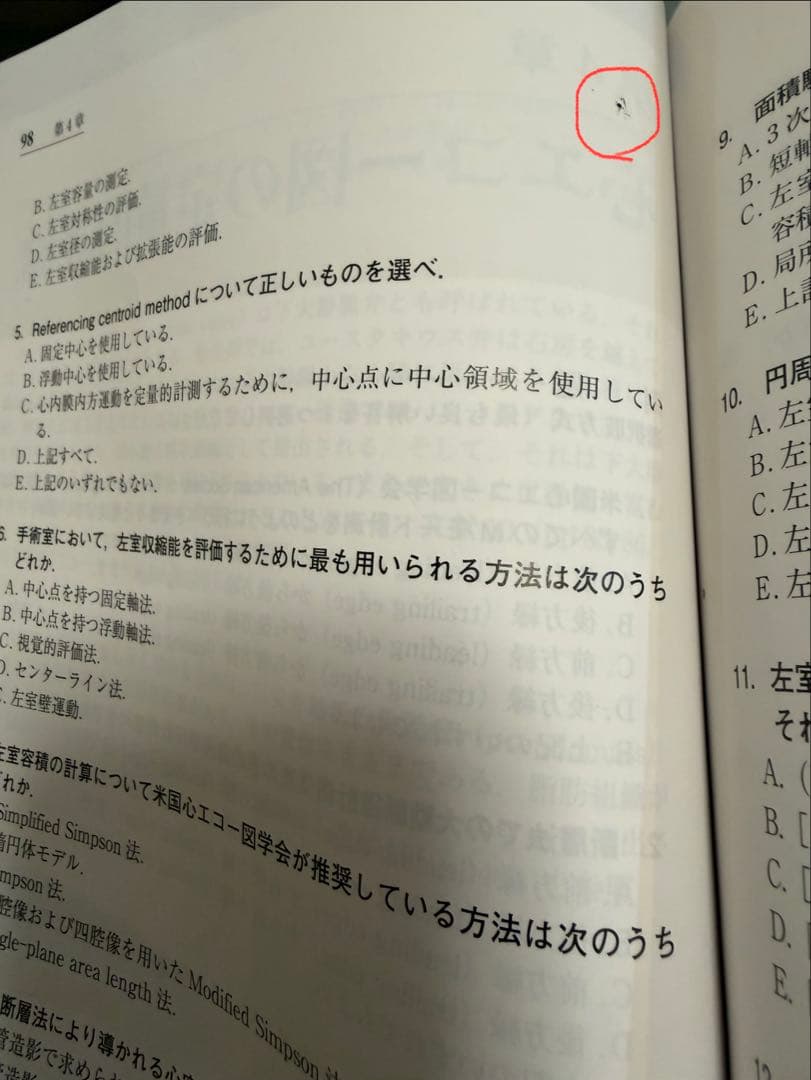 98 第4章
B. 左室容量の測定.
C. 左室対称性の評価.
D. 左室径の測定.
E. 左室収縮能および拡張能の評価.
5. Referencing centroid method について正しいものを選べ.
A. 固定中心を使用している.
B. 浮動中心を使用している.
C. 心内膜内方運動を定量的計測するために，中心点に中心領域を使用してい
る.
D. 上記すべて.
E. 上記のいずれでもない.
6. 手術室において，左室収縮能を評価するために最も用いられる方法は次のうち
どれか.
A. 中心点を持つ固定軸法.
B. 中心点を持つ浮動軸法.
C. 視覚的評価法.
D. センターライン法.
E. 左室壁運動.
左室容積の計算について米国心エコー図学会が推奨している方法は次のうち
どれか.
Simplified Simpson 法.
楕円体モデル.
mpson 法.
腔像および四腔像を用いた Modified Simpson 法
gle-plane area length 法.
断層法により導かれる心
管造影で求められ
9. 面積
A. 3次
B. 短軸
C. 左室
容積
D. 局所
E. 上記
10. 円周
A. 左室
B. 左
C. 左
D. 左
E. 左
11. 左室
それ
A. (
B. [
C. [
D.
E.
12